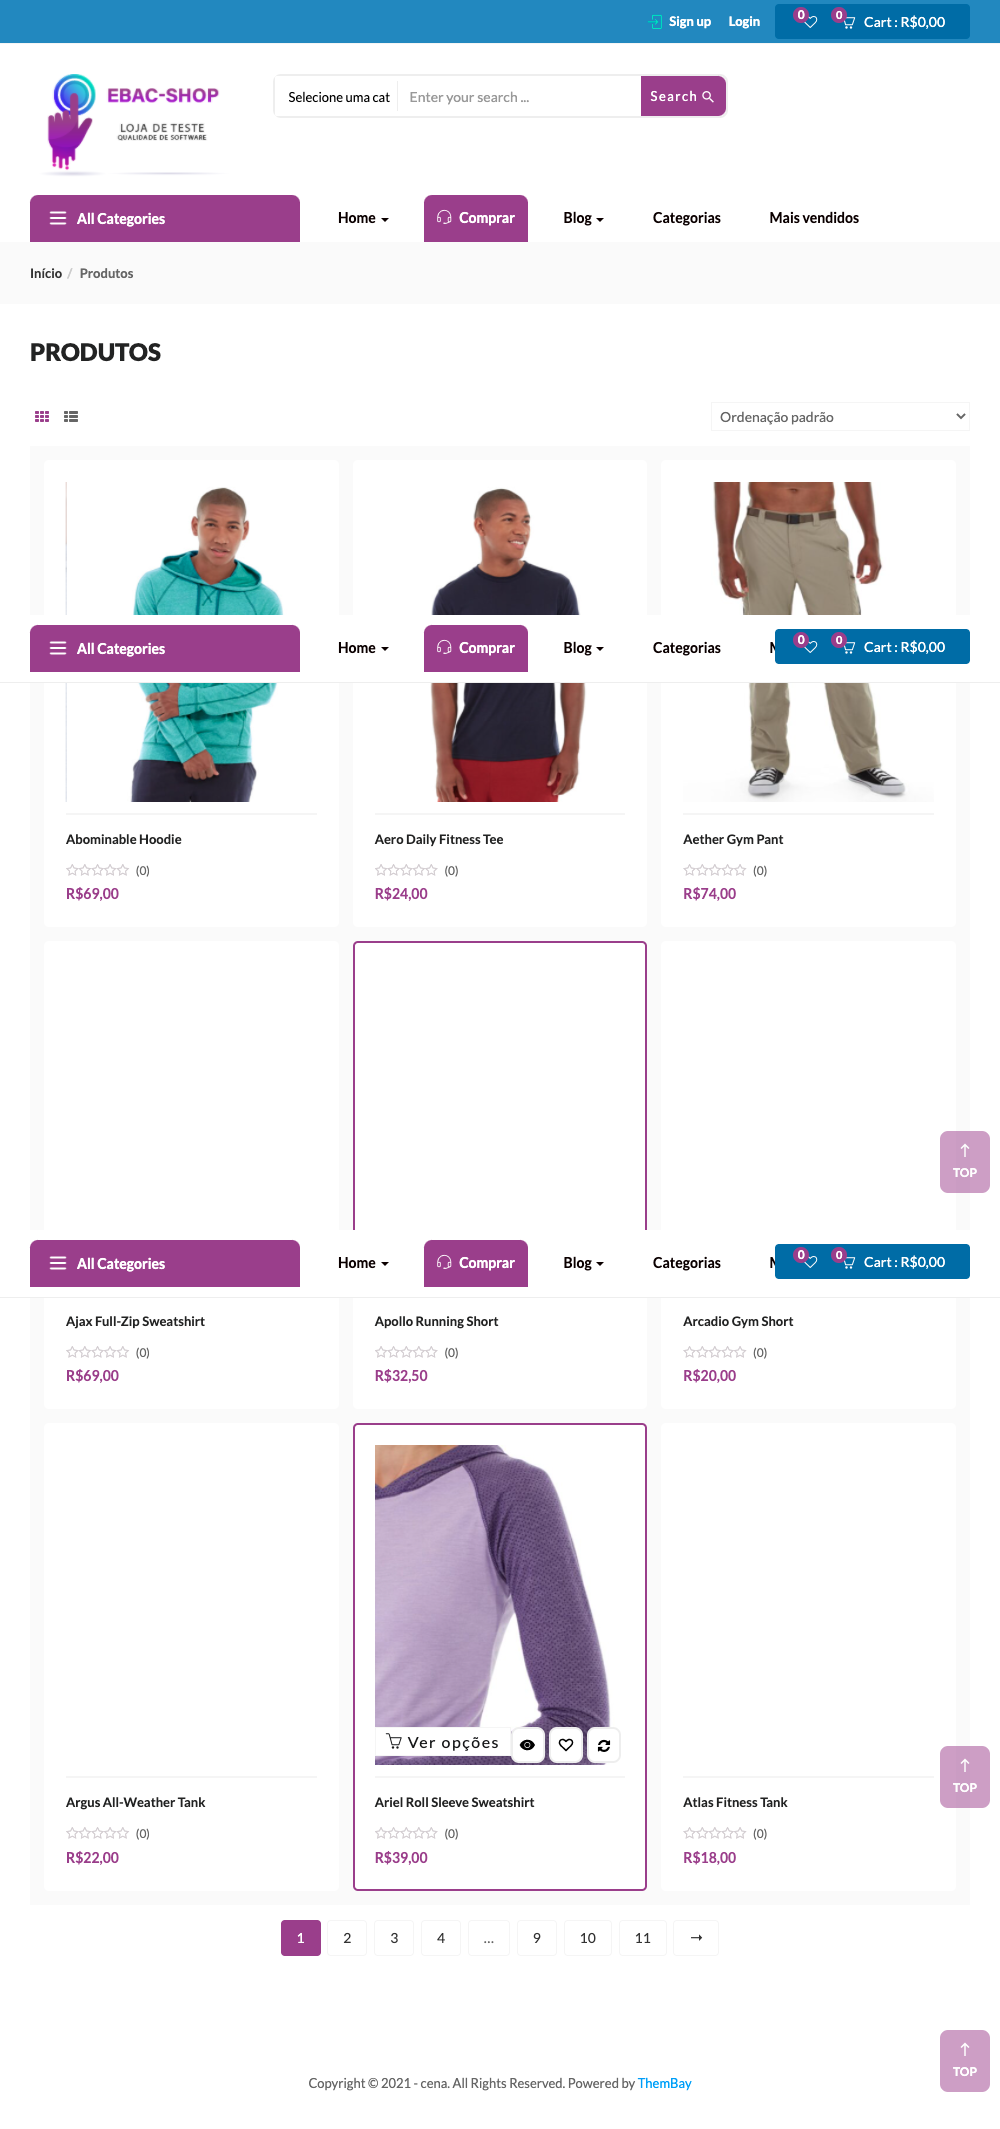 Sign up Login 0 0 Cart : R$0,00
EBAC-SHOP
LOJA DE TESTE
QUALIDADE DE SOFTWARE
Selecione uma cat Enter your search ... Search
All Categories Home Comprar Blog Categorias Mais vendidos
Início / Produtos
PRODUTOS
Ordenação padrão
All Categories Home Comprar Blog Categorias 0 0 Cart : R$0,00
Abominable Hoodie Aero Daily Fitness Tee Aether Gym Pant
(0) (0) (0)
R$69,00 R$24,00 R$74,00
TOP
All Categories Home Comprar Blog Categorias 0 0 Cart : R$0,00
Ajax Full-Zip Sweatshirt Apollo Running Short Arcadio Gym Short
(0) (0) (0)
R$69,00 R$32,50 R$20,00
Ver opções
TOP
Argus All-Weather Tank Ariel Roll Sleeve Sweatshirt Atlas Fitness Tank
(0) (0) (0)
R$22,00 R$39,00 R$18,00
1 2 3 4 ... 9 10 11 →
TOP
Copyright © 2021 - cena. All Rights Reserved. Powered by ThemBay